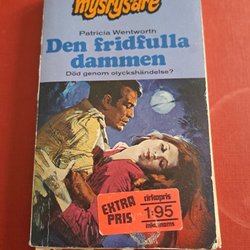 mysrysare
Patricia Wentworth
Den fridfulla
dammen
Död genom olyckshändelse?
EXTRA
PRIS
cirkapris
1:95
inkl.moms